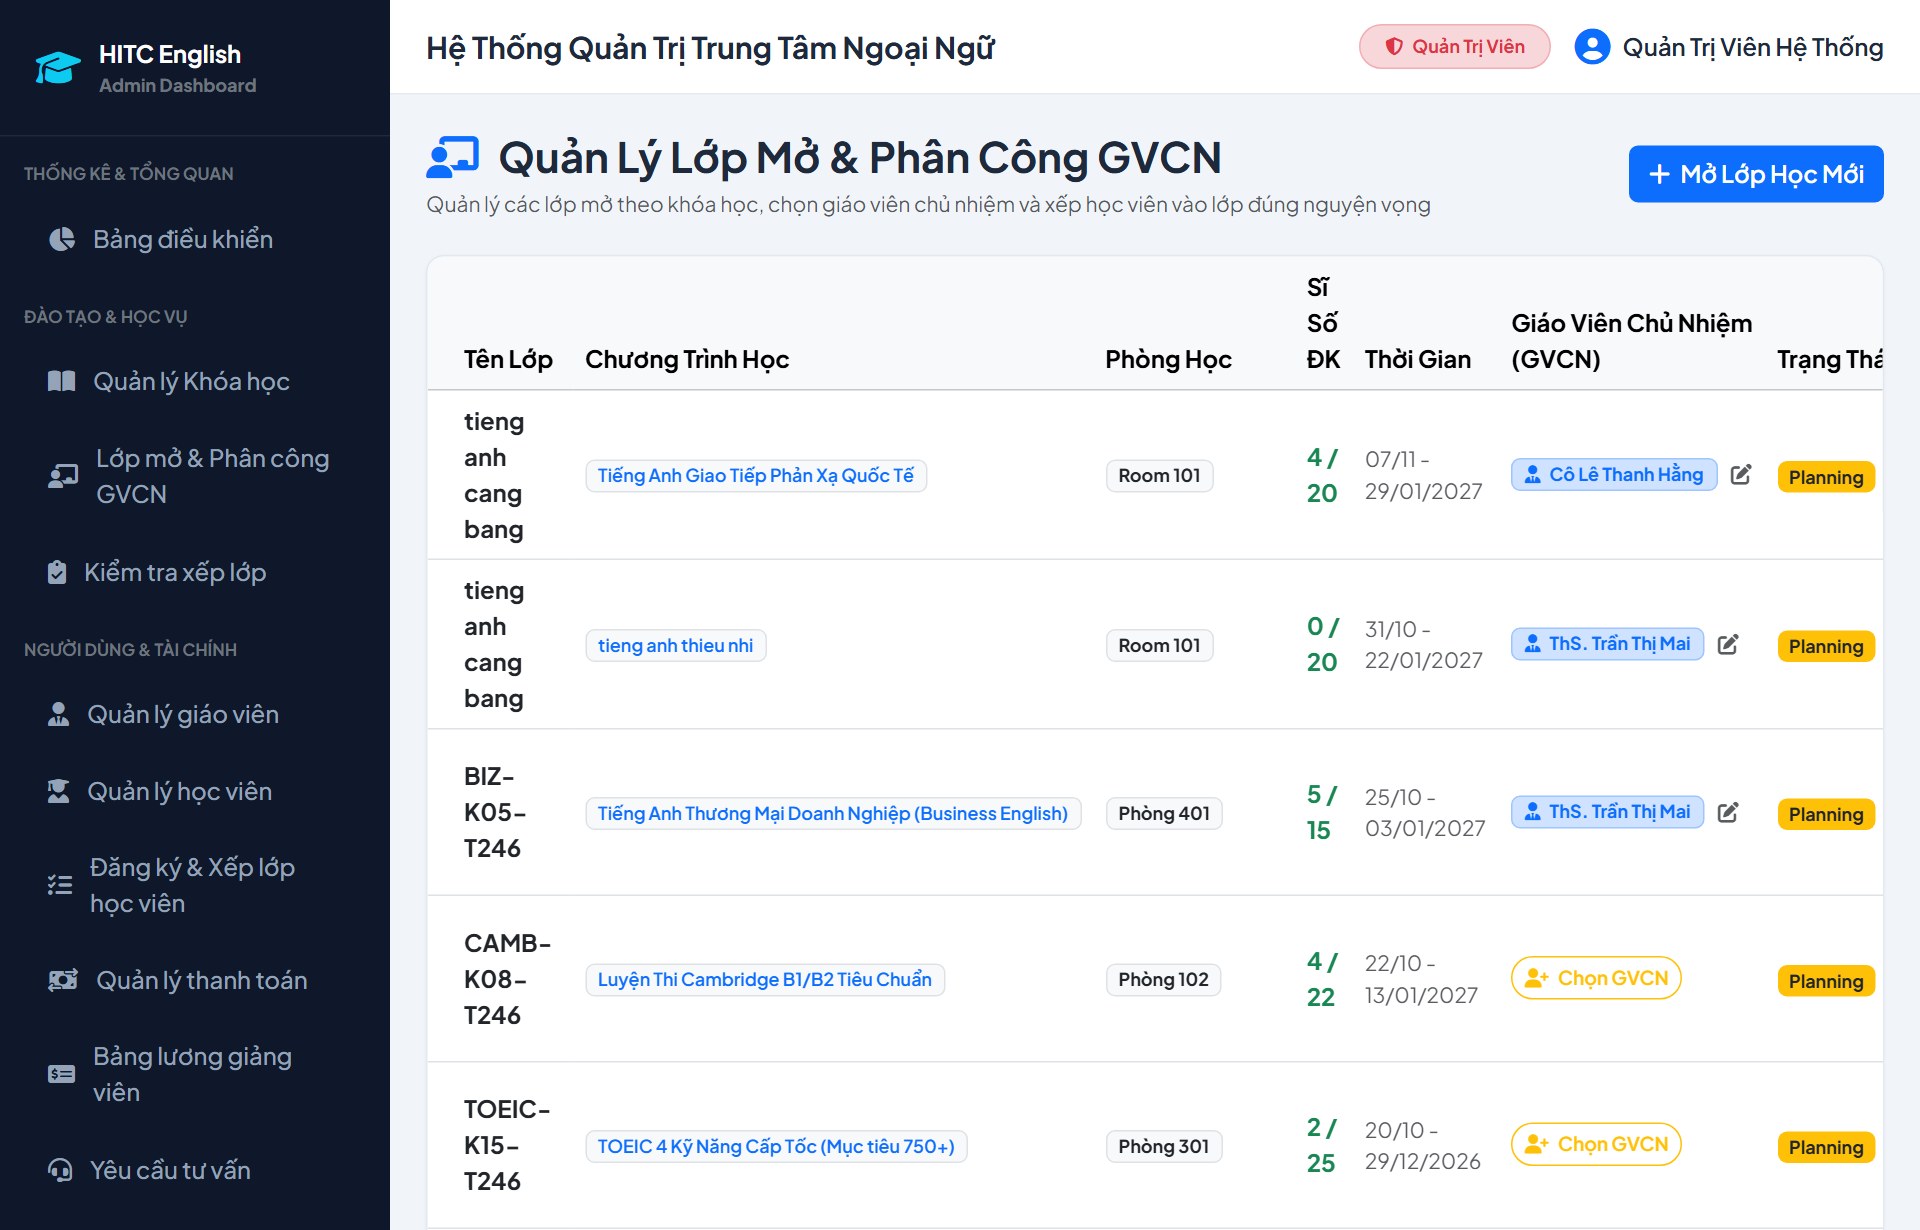 HITC English
Admin Dashboard
THỐNG KÊ & TỔNG QUAN
Bảng điều khiển
ĐÀO TẠO & HỌC VỤ
Quản lý Khóa học
Lớp mở & Phân công
GVCN
Kiểm tra xếp lớp
NGƯỜI DÙNG & TÀI CHÍNH
Quản lý giáo viên
Quản lý học viên
Đăng ký & Xếp lớp
học viên
Quản lý thanh toán
Bảng lương giảng
viên
Yêu cầu tư vấn
Hệ Thống Quản Trị Trung Tâm Ngoại Ngữ
Quản Trị Viên
Quản Trị Viên Hệ Thống
Quản Lý Lớp Mở & Phân Công GVCN
Quản lý các lớp mở theo khóa học, chọn giáo viên chủ nhiệm và xếp học viên vào lớp đúng nguyện vọng
Mở Lớp Học Mới
Tên Lớp
Chương Trình Học
Phòng Học
Sĩ
Số
ĐK
Thời Gian
Giáo Viên Chủ Nhiệm
(GVCN)
Trạng Thá
tieng
anh
cang
bang
Tiếng Anh Giao Tiếp Phản Xạ Quốc Tế
Room 101
4 /
20
07/11 -
29/01/2027
Cô Lê Thanh Hằng
Planning
tieng
anh
cang
bang
tieng anh thieu nhi
Room 101
0 /
20
31/10 -
22/01/2027
ThS. Trần Thị Mai
Planning
BIZ-
K05-
T246
Tiếng Anh Thương Mại Doanh Nghiệp (Business English)
Phòng 401
5 /
15
25/10 -
03/01/2027
ThS. Trần Thị Mai
Planning
CAMB-
K08-
T246
Luyện Thi Cambridge B1/B2 Tiêu Chuẩn
Phòng 102
4 /
22
22/10 -
13/01/2027
Chọn GVCN
Planning
TOEIC-
K15-
T246
TOEIC 4 Kỹ Năng Cấp Tốc (Mục tiêu 750+)
Phòng 301
2 /
25
20/10 -
29/12/2026
Chọn GVCN
Planning